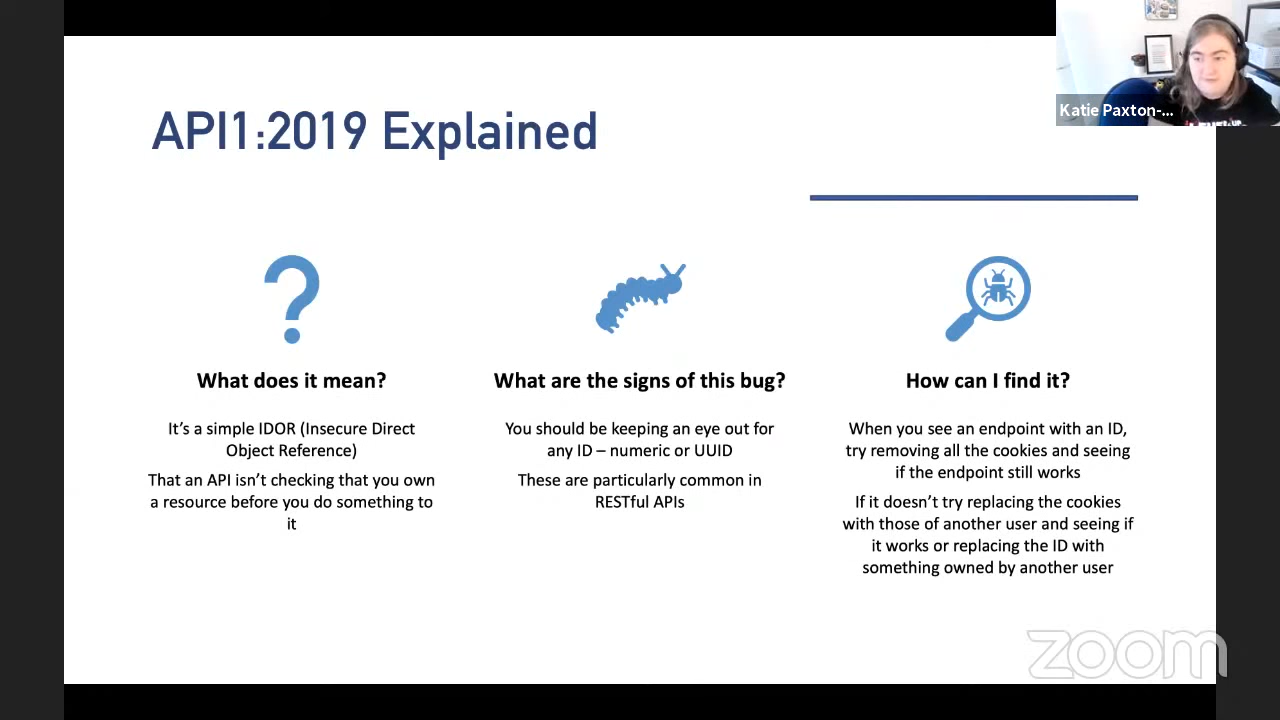 Katie Paxton-...
API1:2019 Explained
What does it mean?
It's a simple IDOR (Insecure Direct
Object Reference)
That an API isn't checking that you own
a resource before you do something to
it
What are the signs of this bug?
You should be keeping an eye out for
any ID – numeric or UUID
These are particularly common in
RESTful APIs
How can I find it?
When you see an endpoint with an ID,
try removing all the cookies and seeing
if the endpoint still works
If it doesn't try replacing the cookies
with those of another user and seeing if
it works or replacing the ID with
something owned by another user
zoom